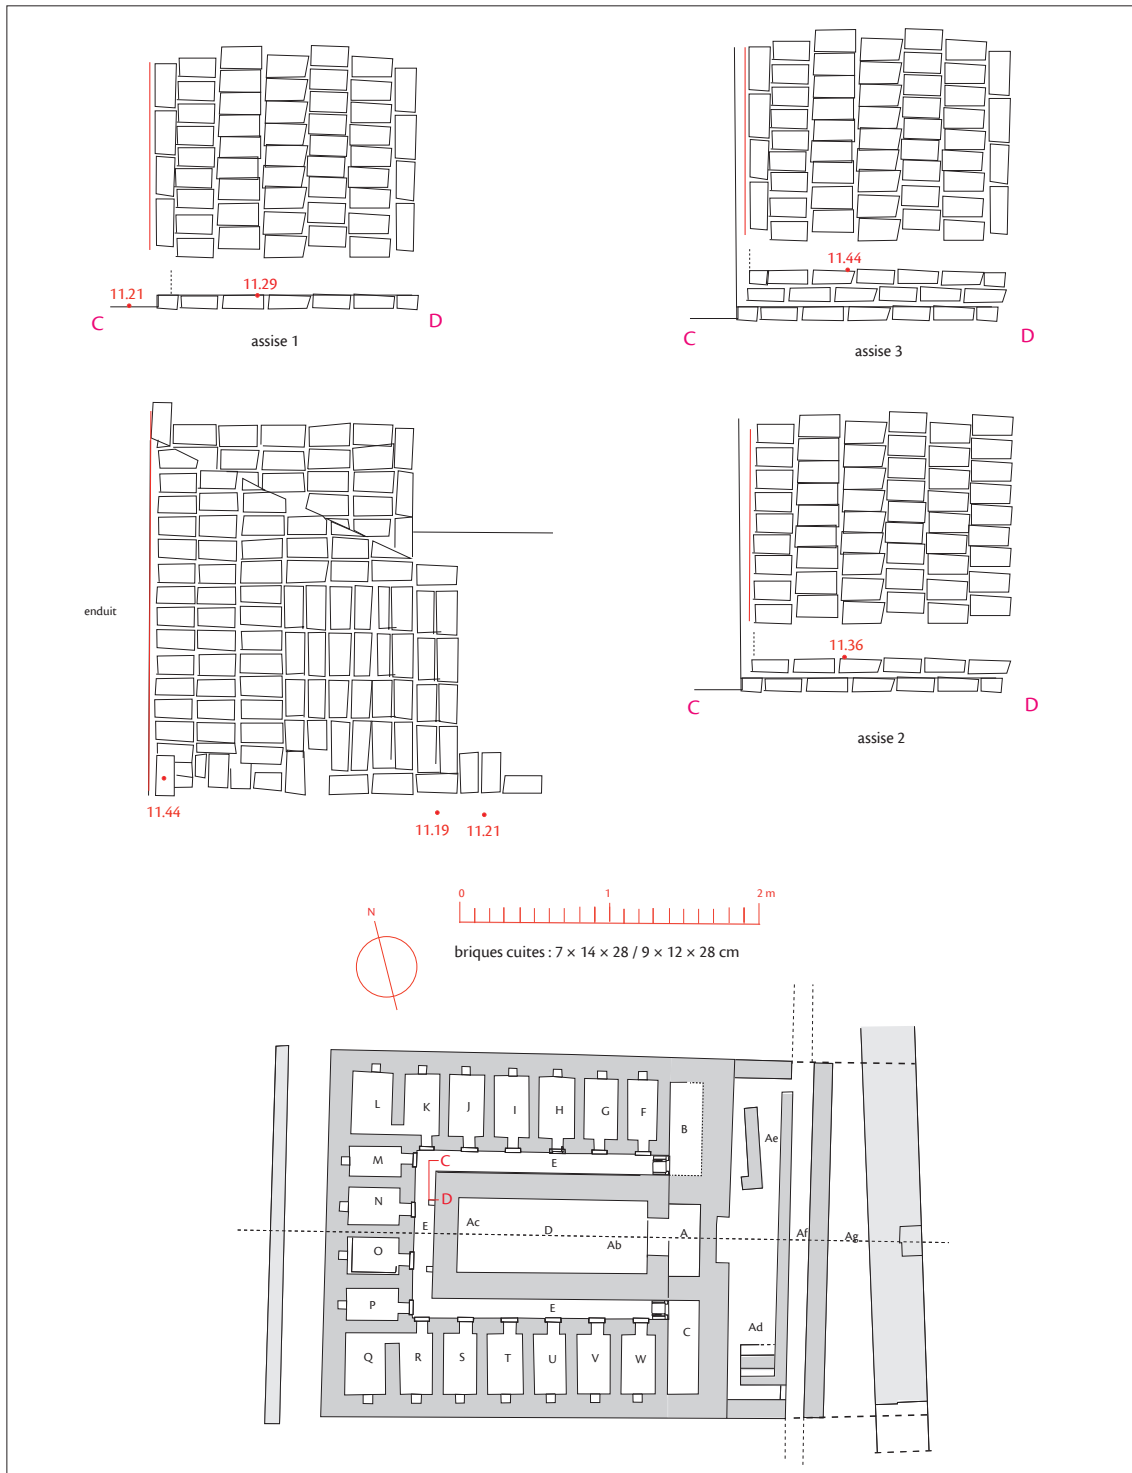 11.21
11.29
C
D
assise 1
11.44
C
D
assise 3
enduit
11.44
11.19
11.21
11.36
C
D
assise 2
0 1 2 m
N
briques cuites : 7 × 14 × 28 / 9 × 12 × 28 cm
L K J I H G F
B
Ae
M
C
E
N
D
E
Ac
D
Ab
A
Af
Ag
O
P
E
Ad
Q R S T U V W
C